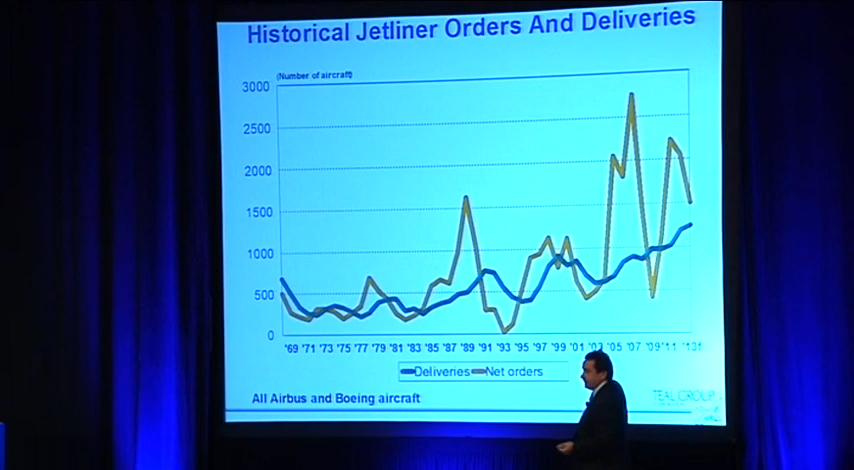 Historical Jetliner Orders And Deliveries
(Number of aircraft)
3000
2500
2000
1500
1000
500
0
'69 '71 '73 '75 '77 '79 '81 '83 '85 '87 '89 '91 '93 '95 '97 '99 '01 '03 '05 '07 '09 '11 '13f
Deliveries Net orders
All Airbus and Boeing aircraft
TEAL GROUP